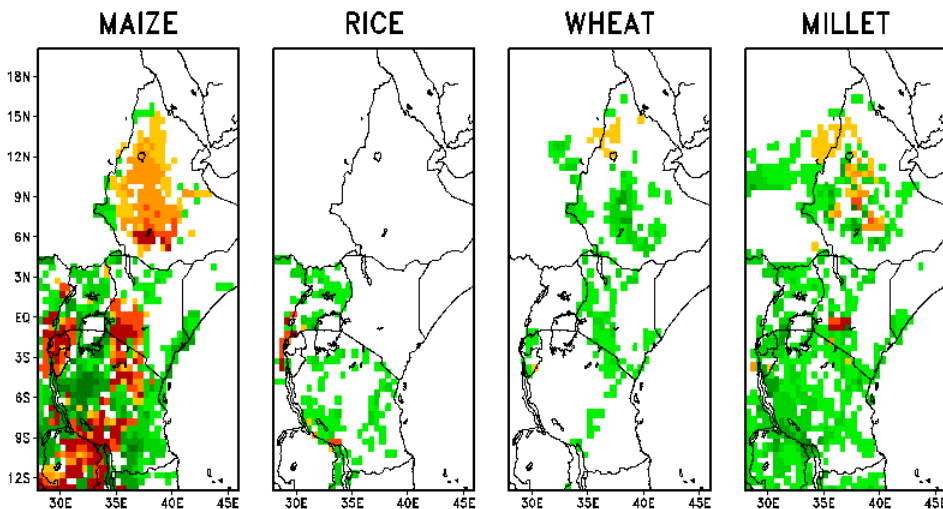 MAIZE RICE WHEAT MILLET
18N
15N
12N
9N
6N
3N
EQ
3S
6S
9S
12S
30E 35E 40E 45E 30E 35E 40E 45E 30E 35E 40E 45E 30E 35E 40E 45E